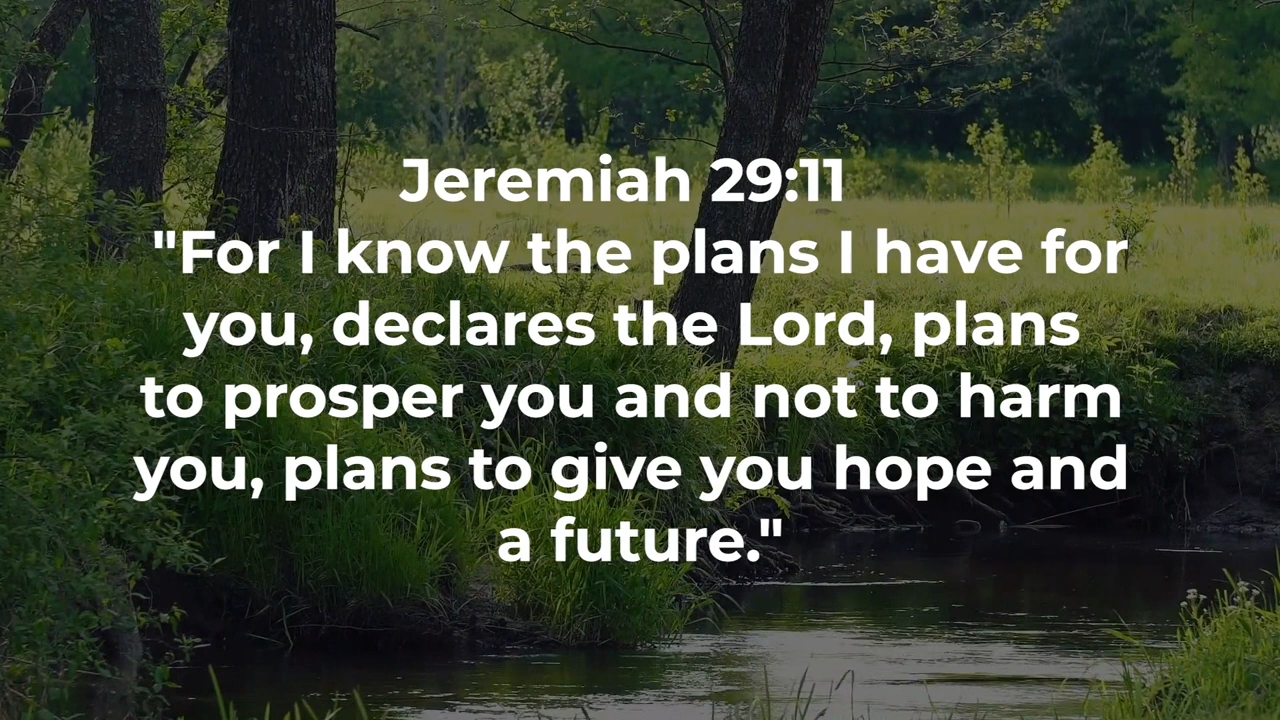 Jeremiah 29:11
"For I know the plans I have for
you, declares the Lord, plans
to prosper you and not to harm
you, plans to give you hope and
a future."